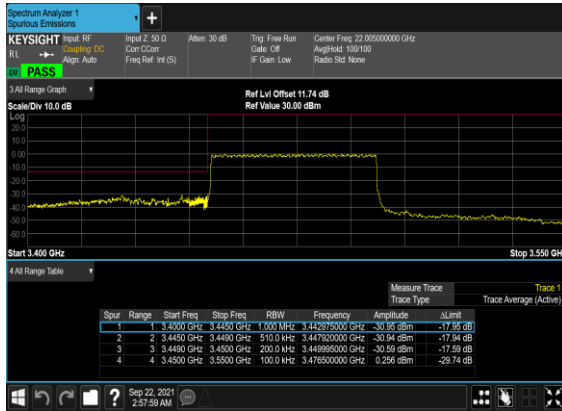 Spectrum Analyzer 1
Spurious Emissions
KEYSIGHT Input: RF Input Z: 50 Ω Atten: 30 dB Trig: Free Run Center Freq: 22.005000000 GHz
RL Coupling: DC Corr CCorr Gate: Off Avg|Hold: 100/100
Align: Auto Freq Ref: Int (S) IF Gain: Low Radio Std: None
PASS
3 All Range Graph
Ref Lvl Offset 11.74 dB
Scale/Div 10.0 dB Ref Value 30.00 dBm
Log
20.0
10.0
0.00
-10.0
-20.0
-30.0
-40.0
-50.0
-60.0
Start 3.400 GHz Stop 3.550 GH
4 All Range Table
Measure Trace Trace 1
Trace Type Trace Average (Active)
Spur Range Start Freq Stop Freq RBW Frequency Amplitude ΔLimit
1 1 3.4000 GHz 3.4450 GHz 1.000 MHz 3.442975000 GHz -30.95 dBm -17.95 dB
2 2 3.4450 GHz 3.4490 GHz 510.0 kHz 3.447920000 GHz -30.94 dBm -17.94 dB
3 3 3.4490 GHz 3.4500 GHz 200.0 kHz 3.449995000 GHz -30.59 dBm -17.59 dB
4 4 3.4500 GHz 3.5500 GHz 100.0 kHz 3.476500000 GHz 0.256 dBm -29.74 dB
Sep 22, 2021
2:57:59 AM